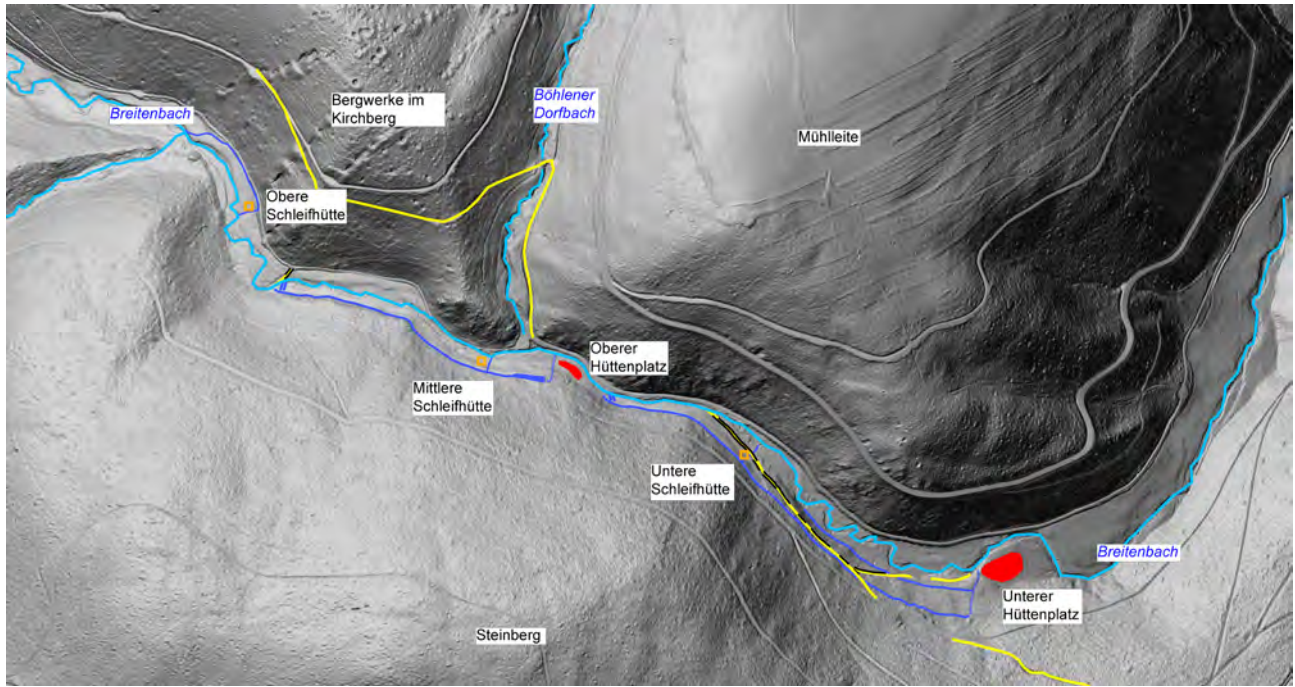 Breitenbach
Bergwerke im
Kirchberg
Böhlener
Dorfbach
Mühlleite
Obere
Schleifhütte
Mittlere
Schleifhütte
Oberer
Hüttenplatz
Untere
Schleifhütte
Breitenbach
Unterer
Hüttenplatz
Steinberg